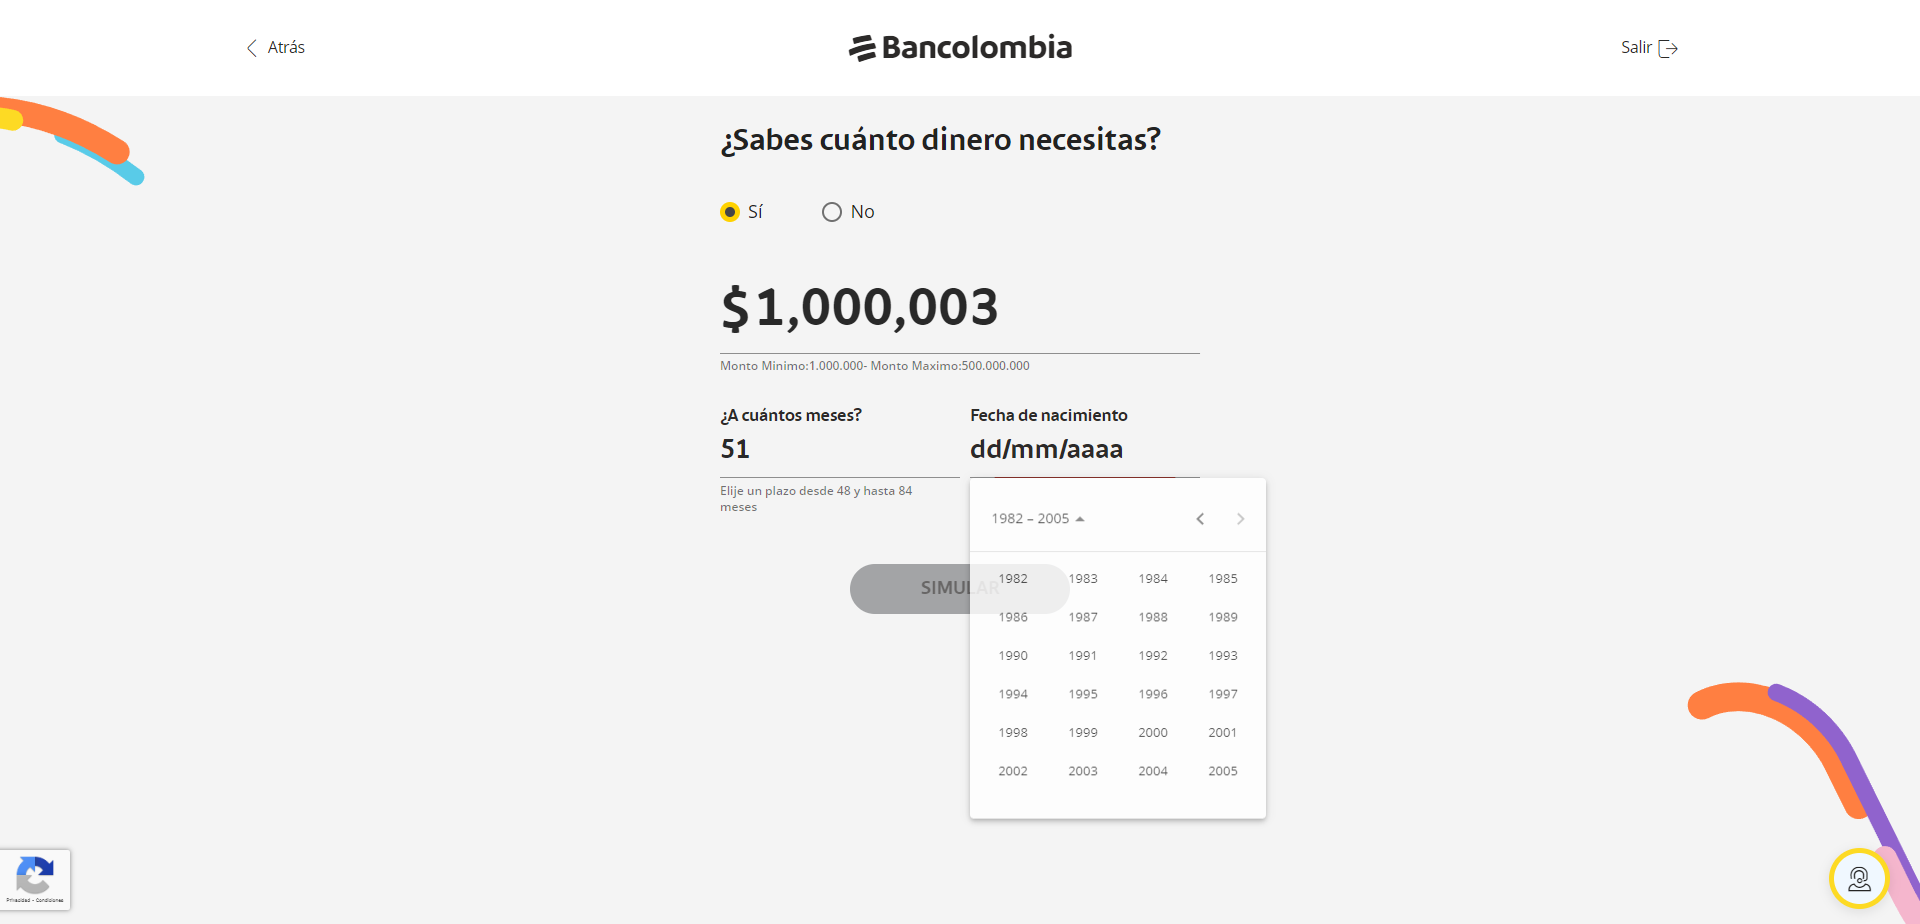 Atrás
Bancolombia
Salir
¿Sabes cuánto dinero necesitas?
Sí
No
$1,000,003
Monto Minimo:1.000.000- Monto Maximo:500.000.000
¿A cuántos meses?
Fecha de nacimiento
51
dd/mm/aaaa
Elije un plazo desde 48 y hasta 84
meses
1982 – 2005
SIMULAR
1982 1983 1984 1985
1986 1987 1988 1989
1990 1991 1992 1993
1994 1995 1996 1997
1998 1999 2000 2001
2002 2003 2004 2005
Privacidad - Condiciones